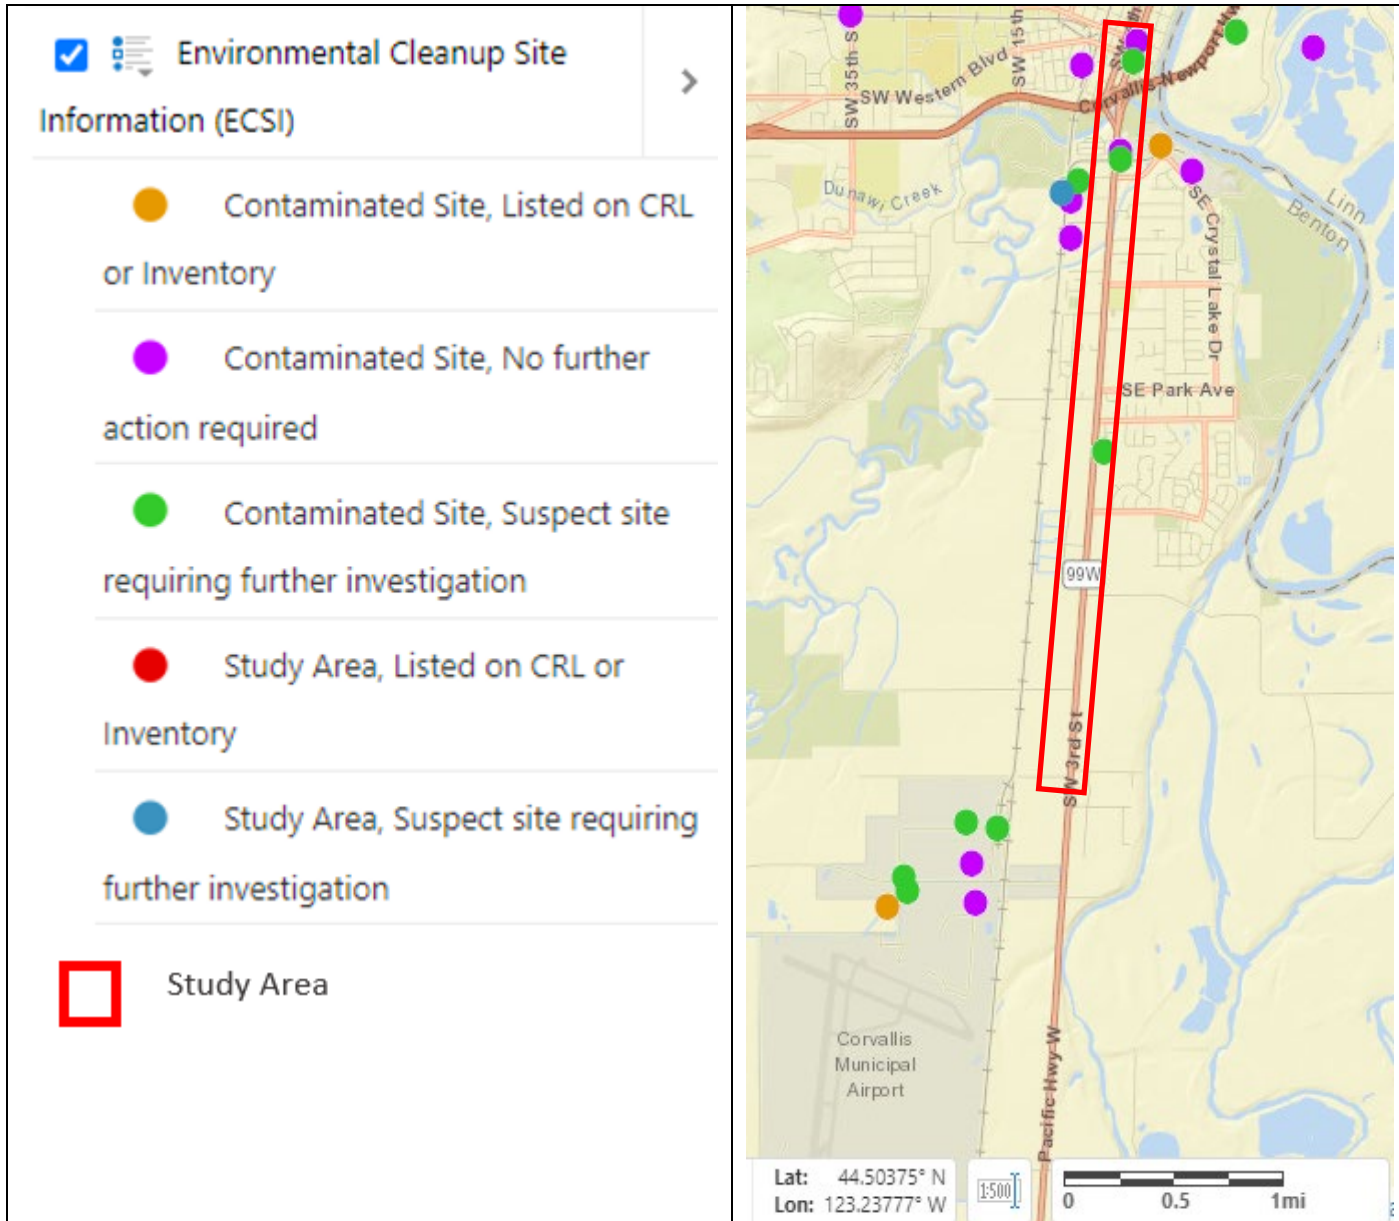 Environmental Cleanup Site
Information (ECSI)
Contaminated Site, Listed on CRL
or Inventory
Contaminated Site, No further
action required
Contaminated Site, Suspect site
requiring further investigation
Study Area, Listed on CRL or
Inventory
Study Area, Suspect site requiring
further investigation
Study Area
SW 35th S
SW 15th
SW Western Blvd
Corvallis-Newport Hw
Dunawi Creek
Linn
Benton
SE Crystal Lake Dr
SE Park Ave
99W
SW 3rd St
Corvallis
Municipal
Airport
Pacific Hwy W
Lat: 44.50375° N
Lon: 123.23777° W
1:500
0 0.5 1mi